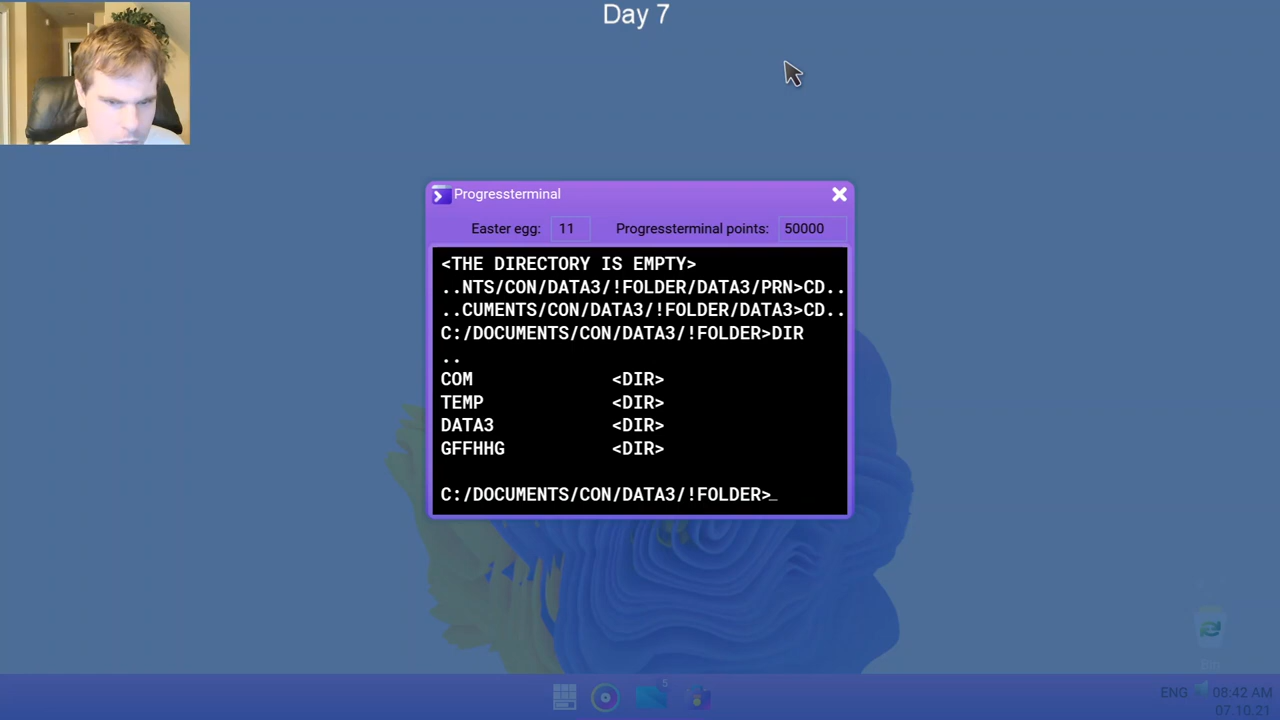 Day 7
Progressterminal
Easter egg: 11 Progressterminal points: 50000
<THE DIRECTORY IS EMPTY>
..NTS/CON/DATA3/!FOLDER/DATA3/PRN>CD..
..CUMENTS/CON/DATA3/!FOLDER/DATA3>CD..
C:/DOCUMENTS/CON/DATA3/!FOLDER>DIR
..
COM <DIR>
TEMP <DIR>
DATA3 <DIR>
GFFHHG <DIR>
C:/DOCUMENTS/CON/DATA3/!FOLDER>_
Bin
5
ENG 08:42 AM
07.10.21